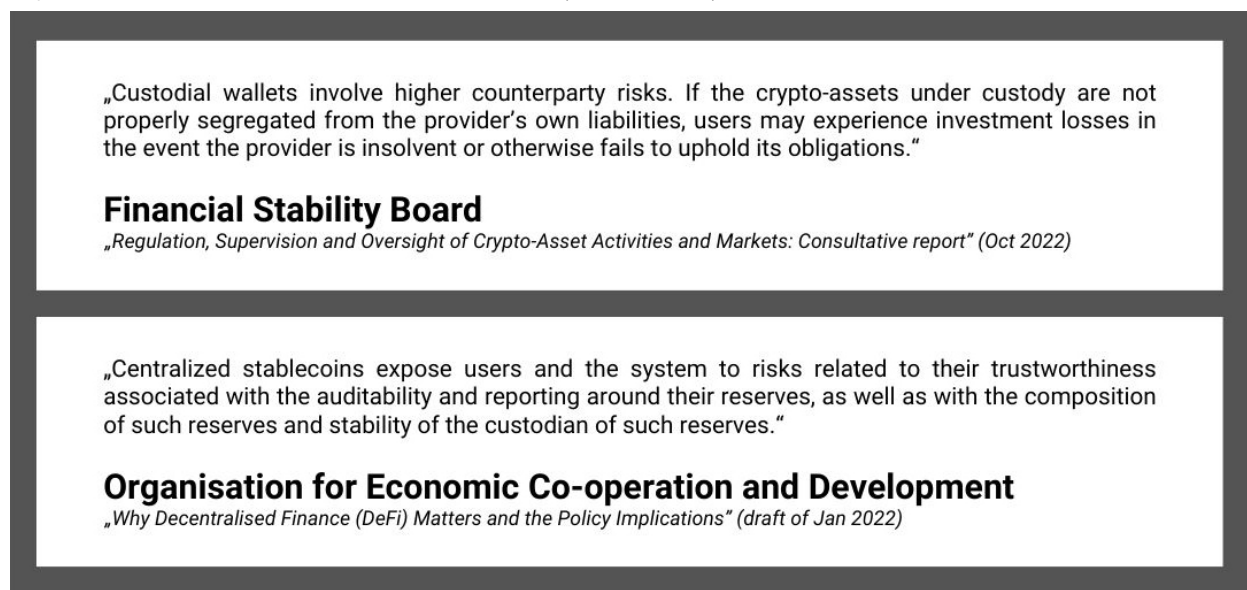 „Custodial wallets involve higher counterparty risks. If the crypto-assets under custody are not
properly segregated from the provider’s own liabilities, users may experience investment losses in
the event the provider is insolvent or otherwise fails to uphold its obligations.“
Financial Stability Board
„Regulation, Supervision and Oversight of Crypto-Asset Activities and Markets: Consultative report” (Oct 2022)
„Centralized stablecoins expose users and the system to risks related to their trustworthiness
associated with the auditability and reporting around their reserves, as well as with the composition
of such reserves and stability of the custodian of such reserves.“
Organisation for Economic Co-operation and Development
„Why Decentralised Finance (DeFi) Matters and the Policy Implications” (draft of Jan 2022)